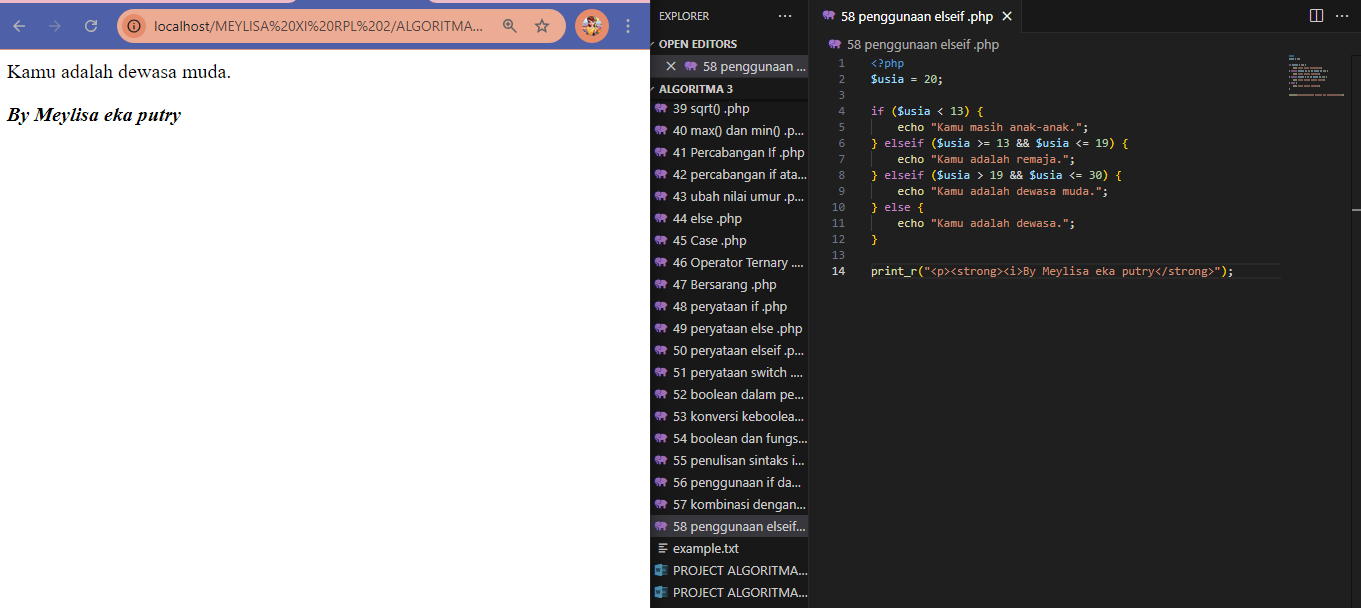 localhost/MEYLISA%20XI%20RPL%202/ALGORITMA...
Kamu adalah dewasa muda.
By Meylisa eka putry
EXPLORER
OPEN EDITORS
58 penggunaan ...
ALGORITMA 3
39 sqrt() .php
40 max() dan min() .p...
41 Percabangan If .php
42 percabangan if ata...
43 ubah nilai umur .p...
44 else .php
45 Case .php
46 Operator Ternary ....
47 Bersarang .php
48 peryataan if .php
49 peryataan else .php
50 peryataan elseif .p...
51 peryataan switch ....
52 boolean dalam pe...
53 konversi keboolea...
54 boolean dan fungs...
55 penulisan sintaks i...
56 penggunaan if da...
57 kombinasi dengan...
58 penggunaan elseif...
example.txt
PROJECT ALGORITMA...
PROJECT ALGORITMA...
58 penggunaan elseif .php
58 penggunaan elseif .php
1 <?php
2 $usia = 20;
3
4 if ($usia < 13) {
5 echo "Kamu masih anak-anak.";
6 } elseif ($usia >= 13 && $usia <= 19) {
7 echo "Kamu adalah remaja.";
8 } elseif ($usia > 19 && $usia <= 30) {
9 echo "Kamu adalah dewasa muda.";
10 } else {
11 echo "Kamu adalah dewasa.";
12 }
13
14 print_r("<p><strong><i>By Meylisa eka putry</strong>");